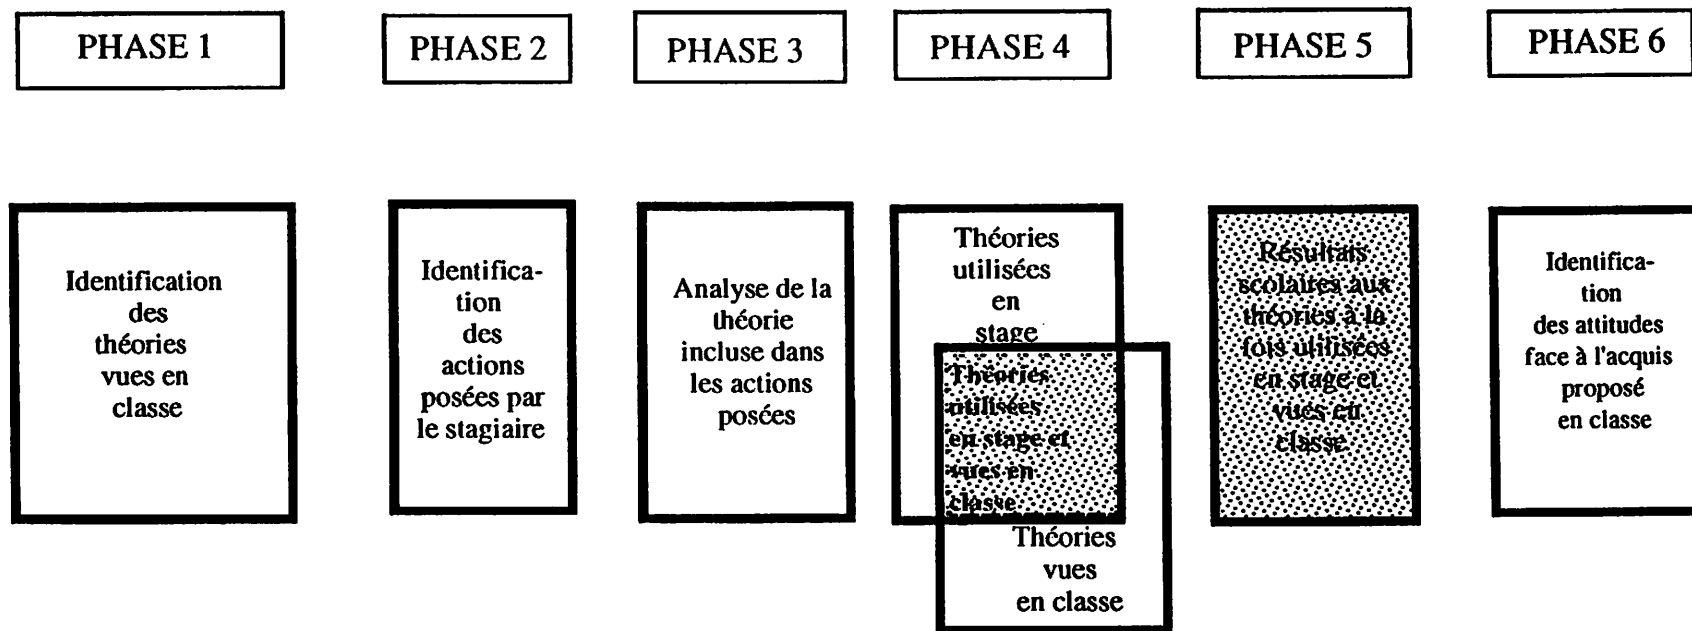 PHASE 1
PHASE 2
PHASE 3
PHASE 4
PHASE 5
PHASE 6
Identification
des
théories
vues en
classe
Identifica-
tion
des
actions
posées par
le stagiaire
Analyse de la
théorie
incluse dans
les actions
posées
Théories
utilisées
en
stage
Théories
utilisées
en stage et
vues en
classe
Théories
vues
en classe
Résultats
scolaires aux
théories à la
fois utilisées
en stage et
vues en
classe
Identifica-
tion
des attitudes
face à l'acquis
proposé
en classe